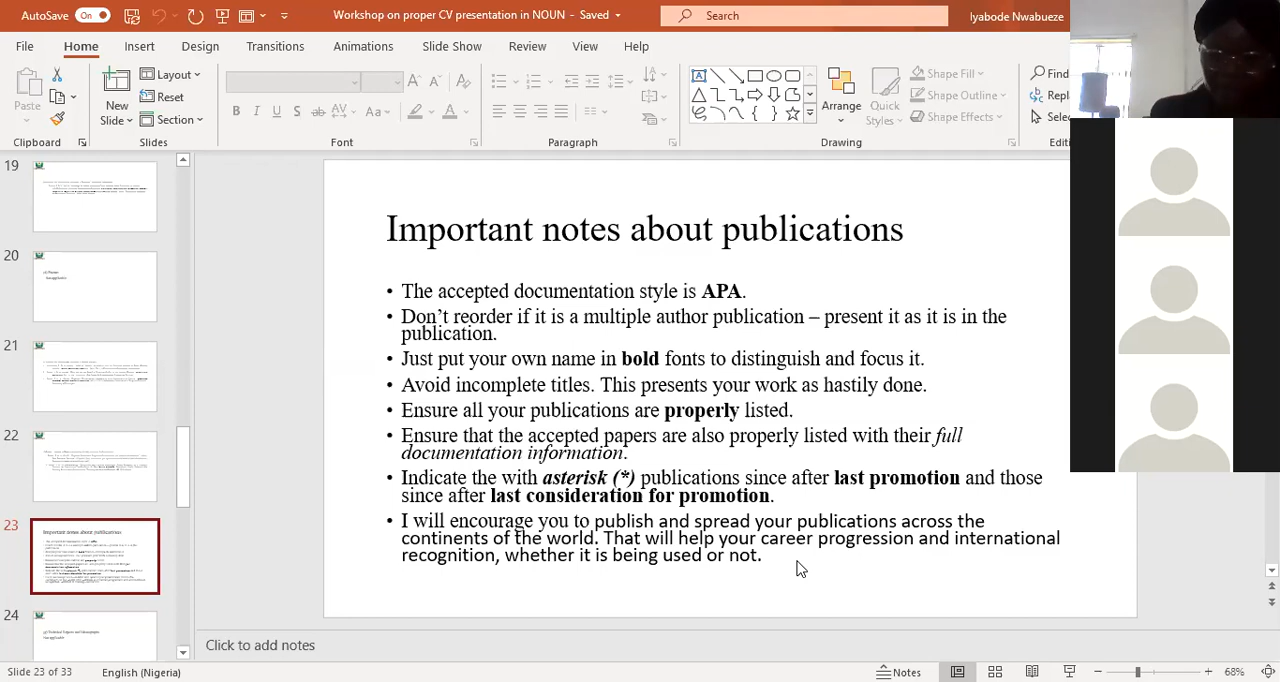 AutoSave On Workshop on proper CV presentation in NOUN - Saved Search Iyabode Nwabueze
File Home Insert Design Transitions Animations Slide Show Review View Help
Paste
Clipboard
New Slide
Layout
Reset
Section
Slides
B I U S ab AV Aa A
Font
Paragraph
Arrange
Quick Styles
Shape Fill
Shape Outline
Shape Effects
Drawing
Find
19
20
21
22
23
24
Important notes about publications
• The accepted documentation style is APA.
• Don’t reorder if it is a multiple author publication – present it as it is in the
publication.
• Just put your own name in bold fonts to distinguish and focus it.
• Avoid incomplete titles. This presents your work as hastily done.
• Ensure all your publications are properly listed.
• Ensure that the accepted papers are also properly listed with their full
documentation information.
• Indicate the with asterisk (*) publications since after last promotion and those
since after last consideration for promotion.
• I will encourage you to publish and spread your publications across the
continents of the world. That will help your career progression and international
recognition, whether it is being used or not.
Click to add notes
Slide 23 of 33 English (Nigeria) Notes 68%